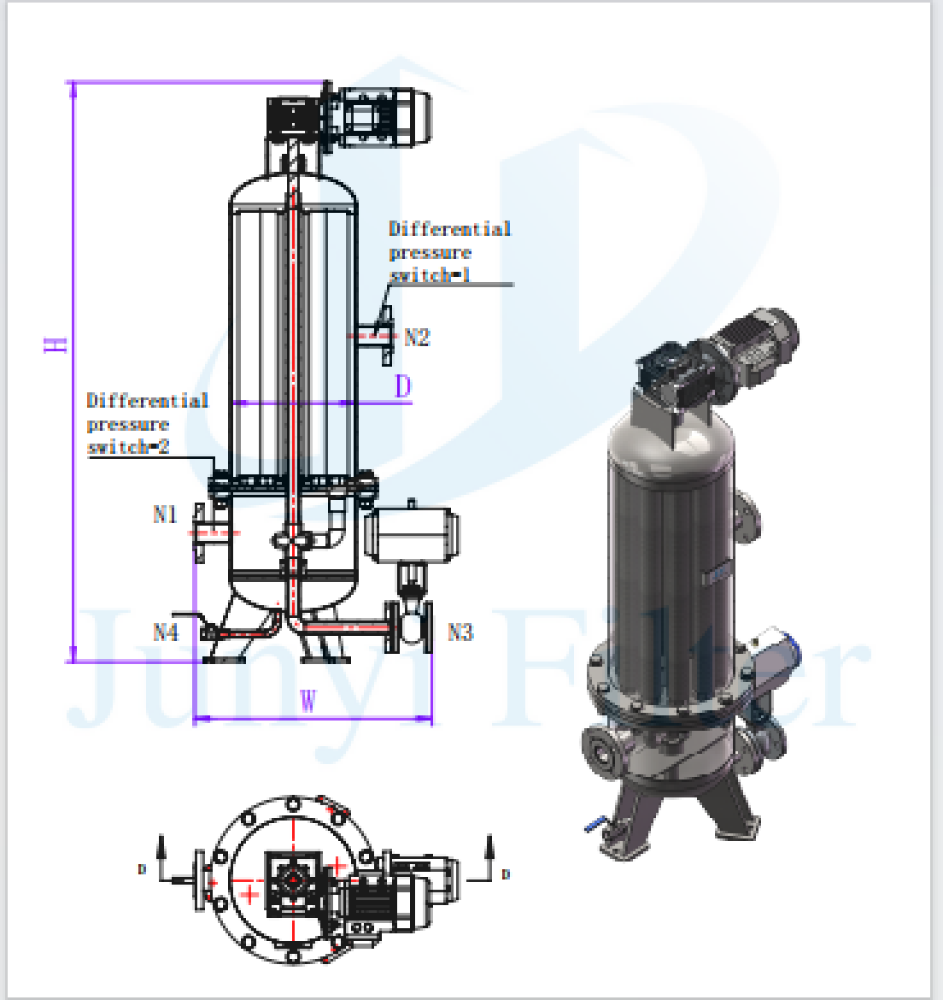 Differential
pressure
switch-1
N2
H
D
Differential
pressure
switch-2
N1
N4
N3
W
Junyi Filter
D
D